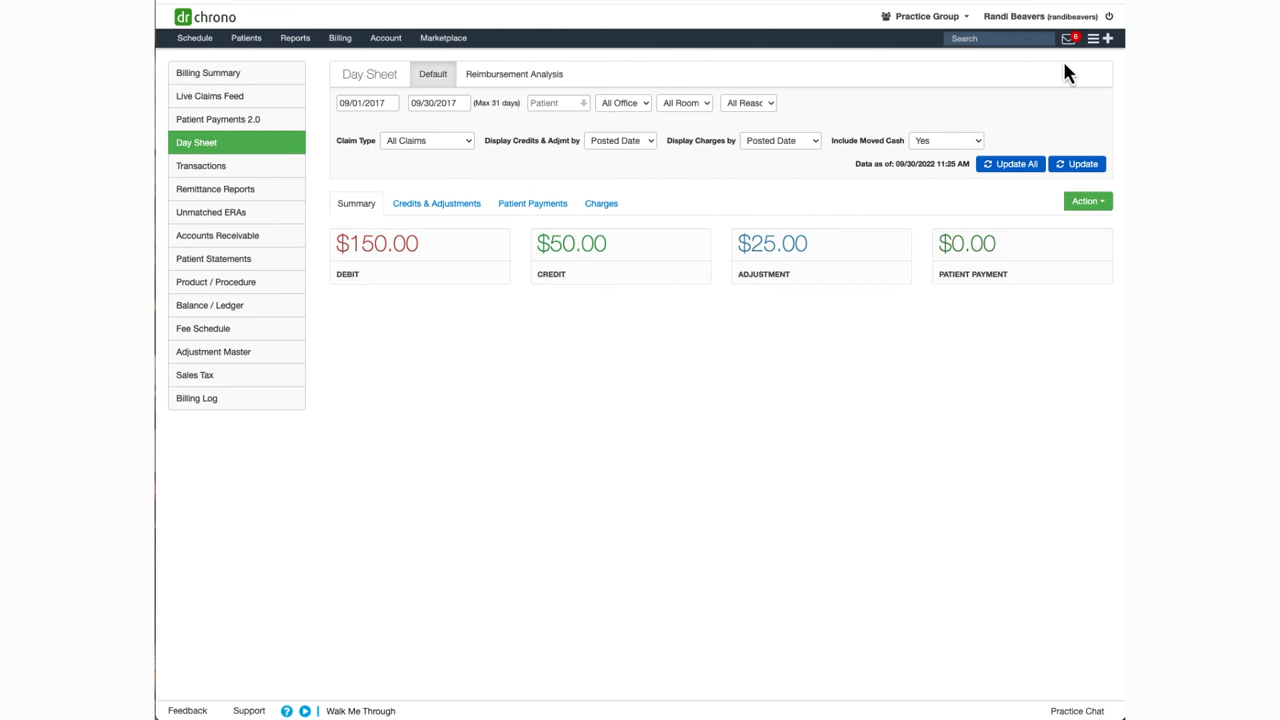 dr chrono
Practice Group
Randi Beavers (randibeavers)
Schedule Patients Reports Billing Account Marketplace
Search
6
Billing Summary
Live Claims Feed
Patient Payments 2.0
Day Sheet
Transactions
Remittance Reports
Unmatched ERAs
Accounts Receivable
Patient Statements
Product / Procedure
Balance / Ledger
Fee Schedule
Adjustment Master
Sales Tax
Billing Log
Day Sheet Default Reimbursement Analysis
09/01/2017 09/30/2017 (Max 31 days) Patient All Office All Room All Reasc
Claim Type All Claims Display Credits & Adjmt by Posted Date Display Charges by Posted Date Include Moved Cash Yes
Data as of: 09/30/2022 11:25 AM Update All Update
Summary Credits & Adjustments Patient Payments Charges Action
$150.00 $50.00 $25.00 $0.00
DEBIT CREDIT ADJUSTMENT PATIENT PAYMENT
Feedback Support ? Walk Me Through Practice Chat